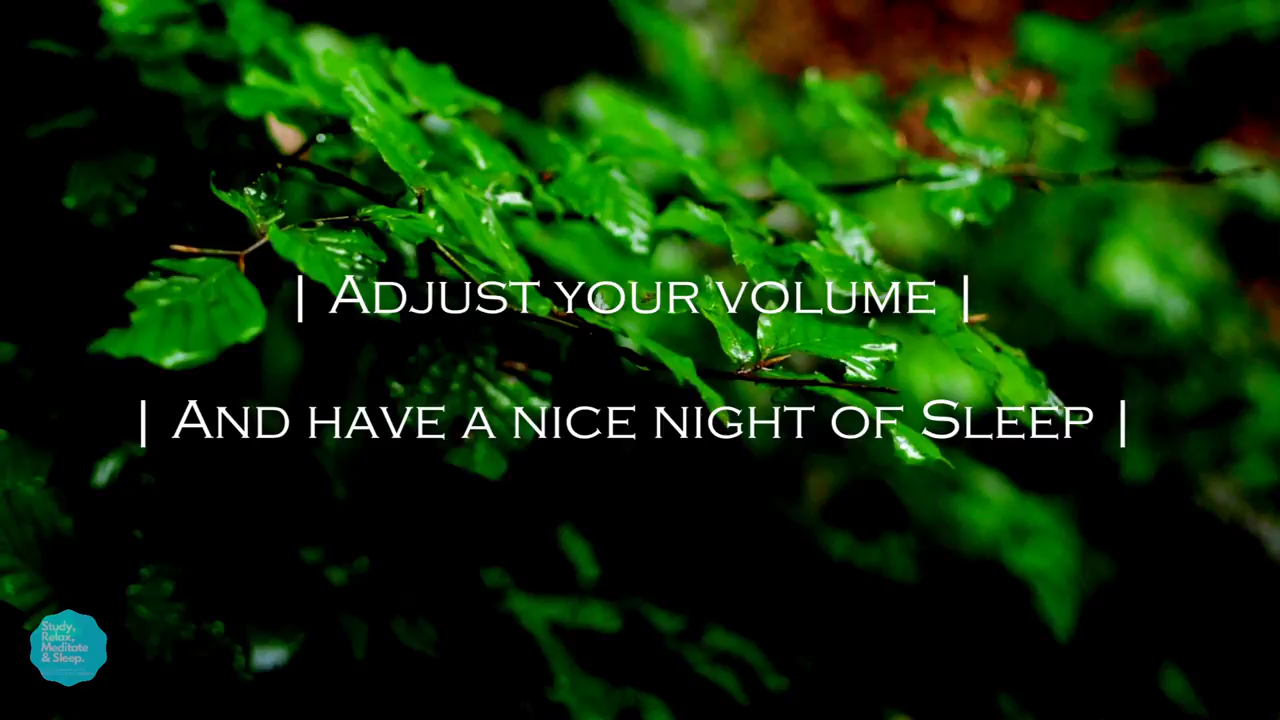 | Adjust your volume |
| And have a nice night of Sleep |
Study,
Relax,
Meditate
& Sleep.